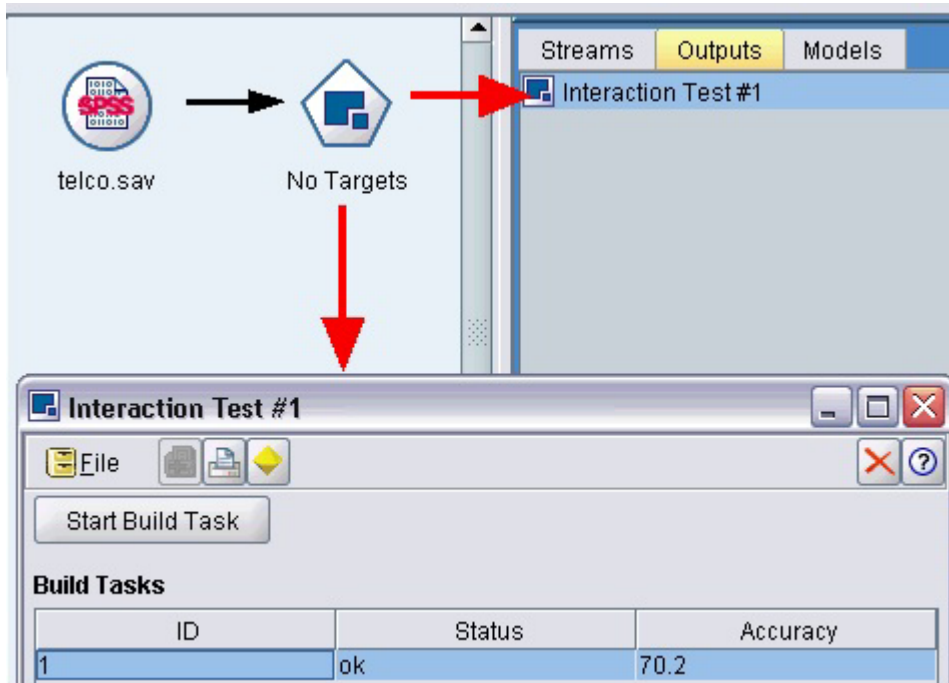 Streams Outputs Models
Interaction Test #1
SPSS
telco.sav
No Targets
Interaction Test #1
File
Start Build Task
Build Tasks
ID Status Accuracy
1 ok 70.2